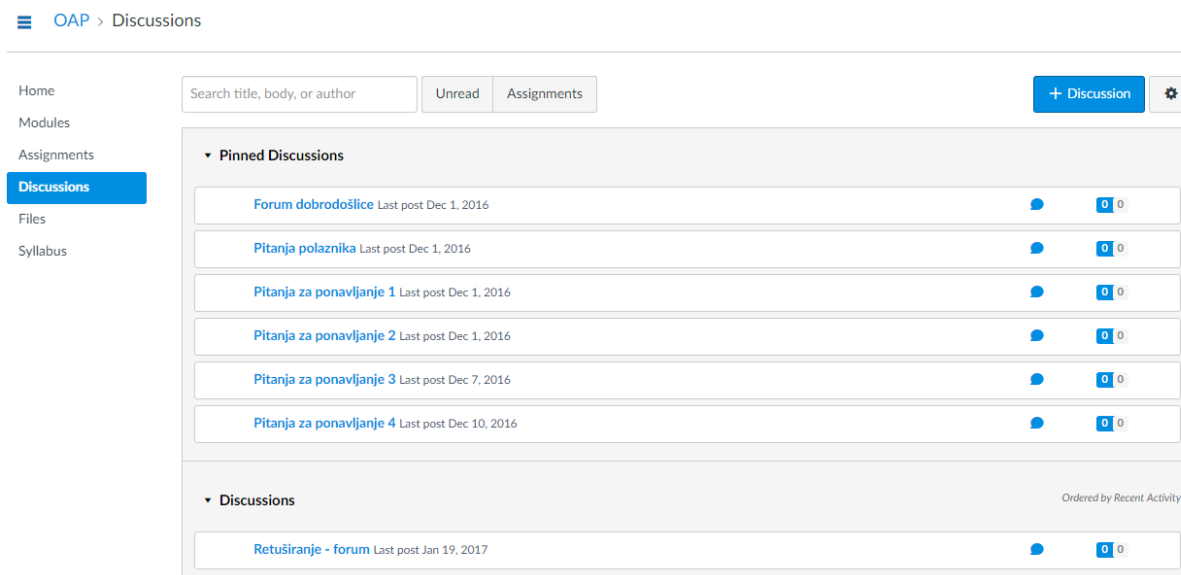 OAP > Discussions
Home
Modules
Assignments
Discussions
Files
Syllabus
Search title, body, or author
Unread
Assignments
+ Discussion
Pinned Discussions
Forum dobrodošlice Last post Dec 1, 2016
0 0
Pitanja polaznika Last post Dec 1, 2016
0 0
Pitanja za ponavljanje 1 Last post Dec 1, 2016
0 0
Pitanja za ponavljanje 2 Last post Dec 1, 2016
0 0
Pitanja za ponavljanje 3 Last post Dec 7, 2016
0 0
Pitanja za ponavljanje 4 Last post Dec 10, 2016
0 0
Discussions
Ordered by Recent Activity
Retuširanje - forum Last post Jan 19, 2017
0 0